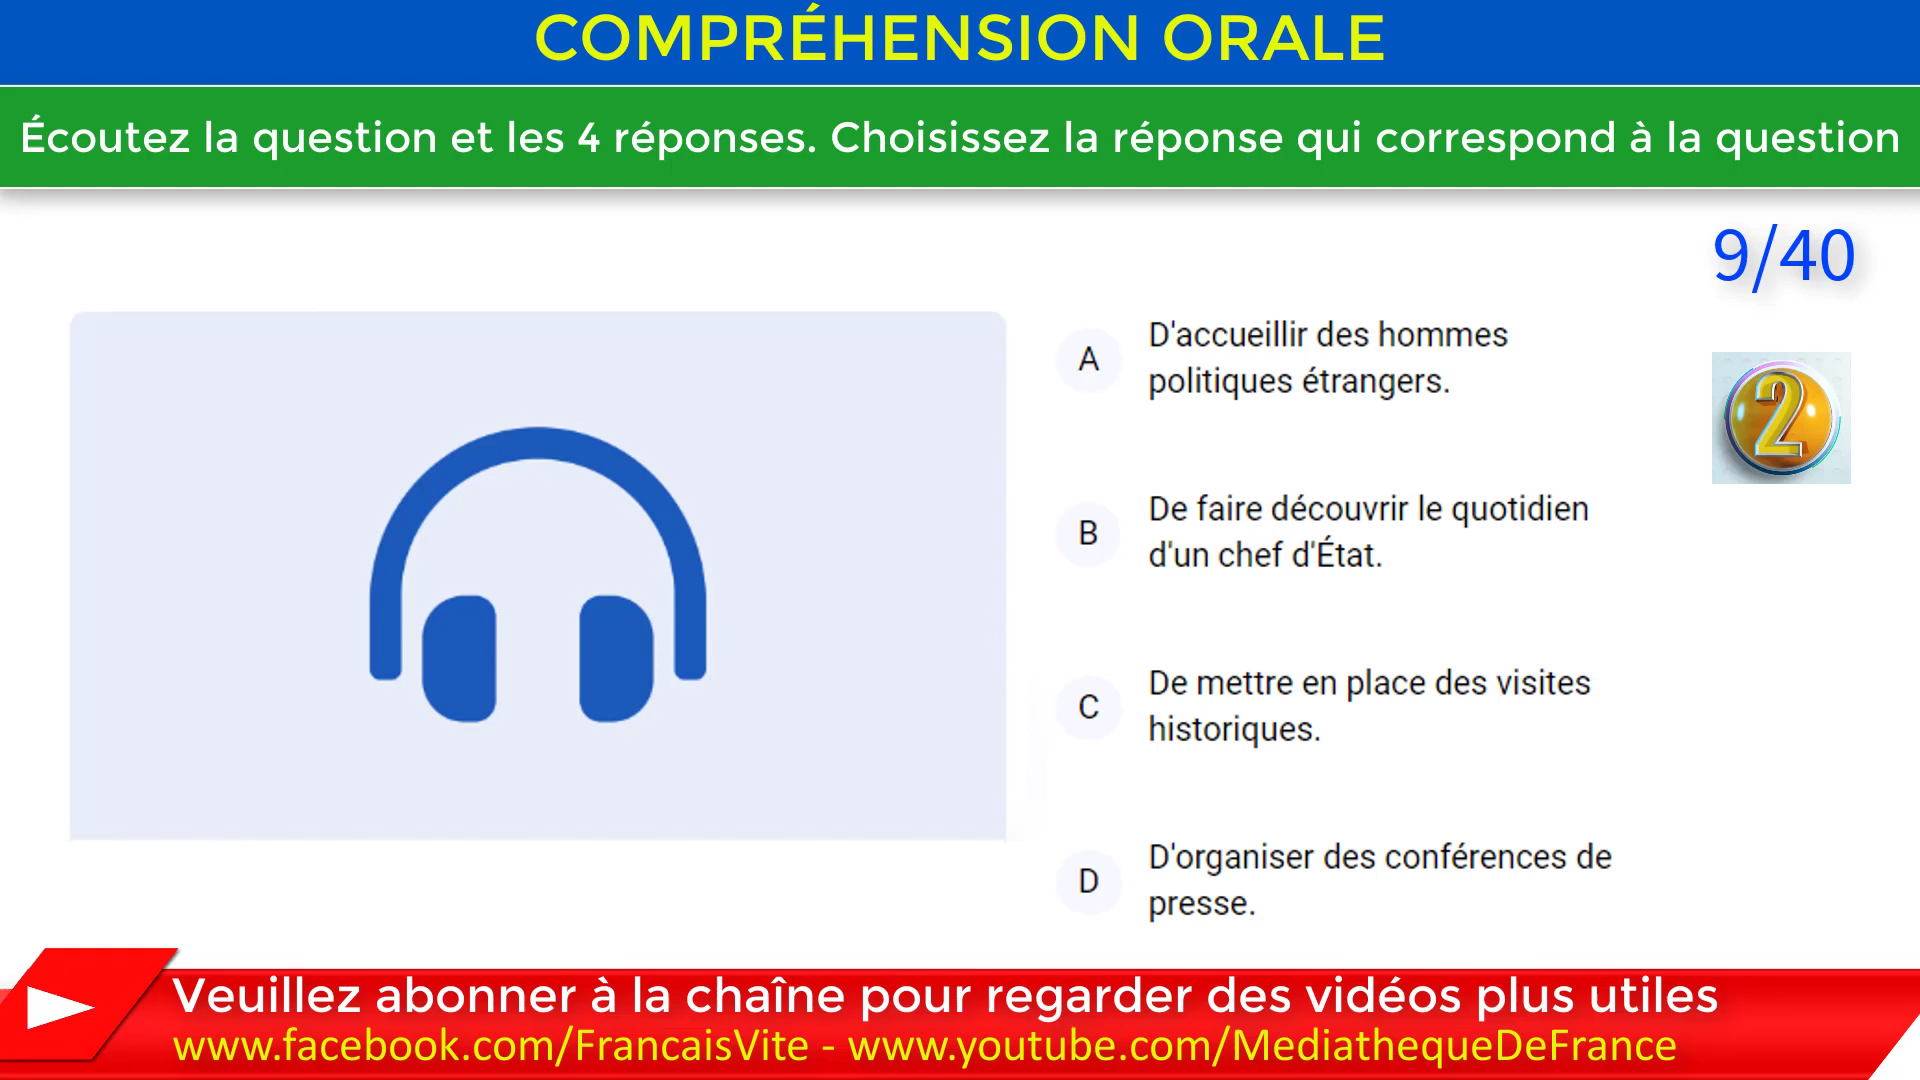 COMPRÉHENSION ORALE
Écoutez la question et les 4 réponses. Choisissez la réponse qui correspond à la question
9/40
2
A
D'accueillir des hommes
politiques étrangers.
B
De faire découvrir le quotidien
d'un chef d'État.
C
De mettre en place des visites
historiques.
D
D'organiser des conférences de
presse.
Veuillez abonner à la chaîne pour regarder des vidéos plus utiles
www.facebook.com/FrancaisVite - www.youtube.com/MediathequeDeFrance